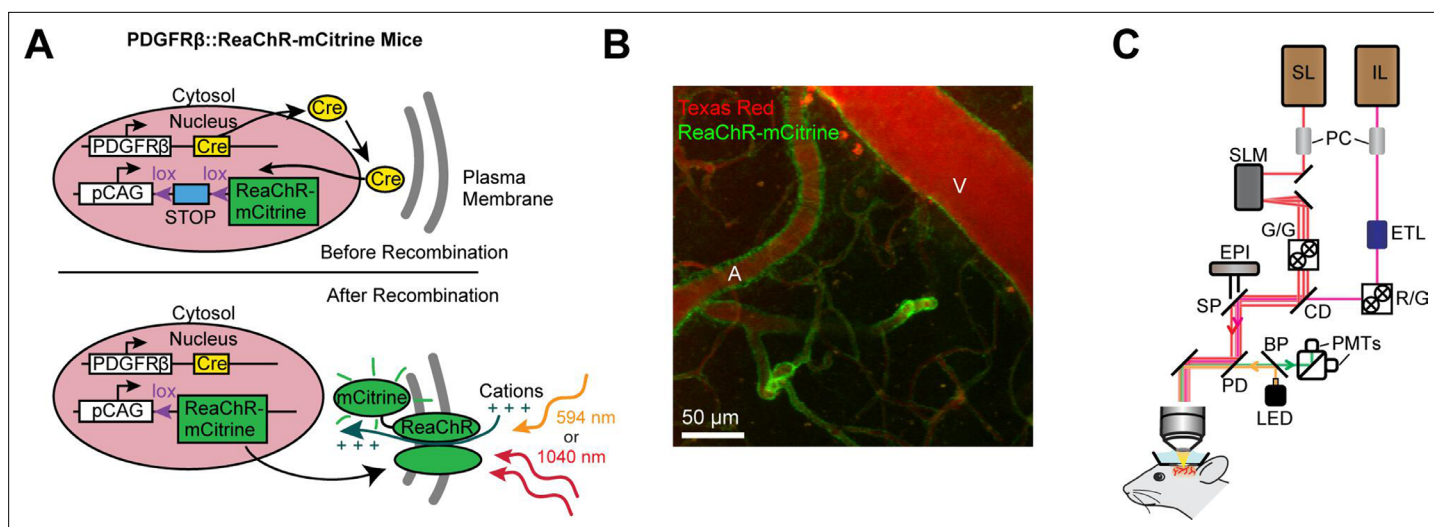 A
PDGFRβ::ReaChR-mCitrine Mice
Cytosol
Nucleus
Cre
PDGFRβ
Cre
Cre
lox
lox
pCAG
ReaChR-
mCitrine
STOP
Plasma
Membrane
Before Recombination
After Recombination
Cytosol
Nucleus
PDGFRβ
Cre
lox
pCAG
ReaChR-
mCitrine
mCitrine
Cations
+ + +
ReaChR
+ + +
594 nm
or
1040 nm
B
Texas Red
ReaChR-mCitrine
V
A
50 µm
C
SL
IL
PC
SLM
G/G
ETL
EPI
R/G
SP
CD
BP
PMTs
PD
LED